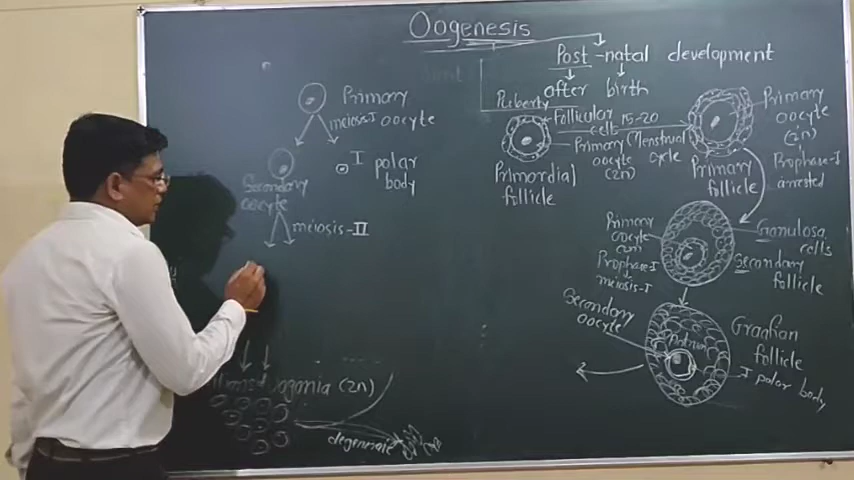 Oogenesis
Post-natal development
after birth
Primary
oocyte
meiosis-I
I polar
body
Secondary
oocyte
meiosis-II
Puberty
Follicular
cells
15-20
Primary
oocyte
(2n)
Menstrual
cycle
Primordial
follicle
Primary
oocyte
(2n)
Prophase-I
arrested
Primary
follicle
Primary
oocyte
(2n)
Prophase-I
meiosis-I
Granulosa
cells
Secondary
follicle
Secondary
oocyte
Antrum
Graafian
follicle
I polar body
?
ogonia (2n)
degenerate